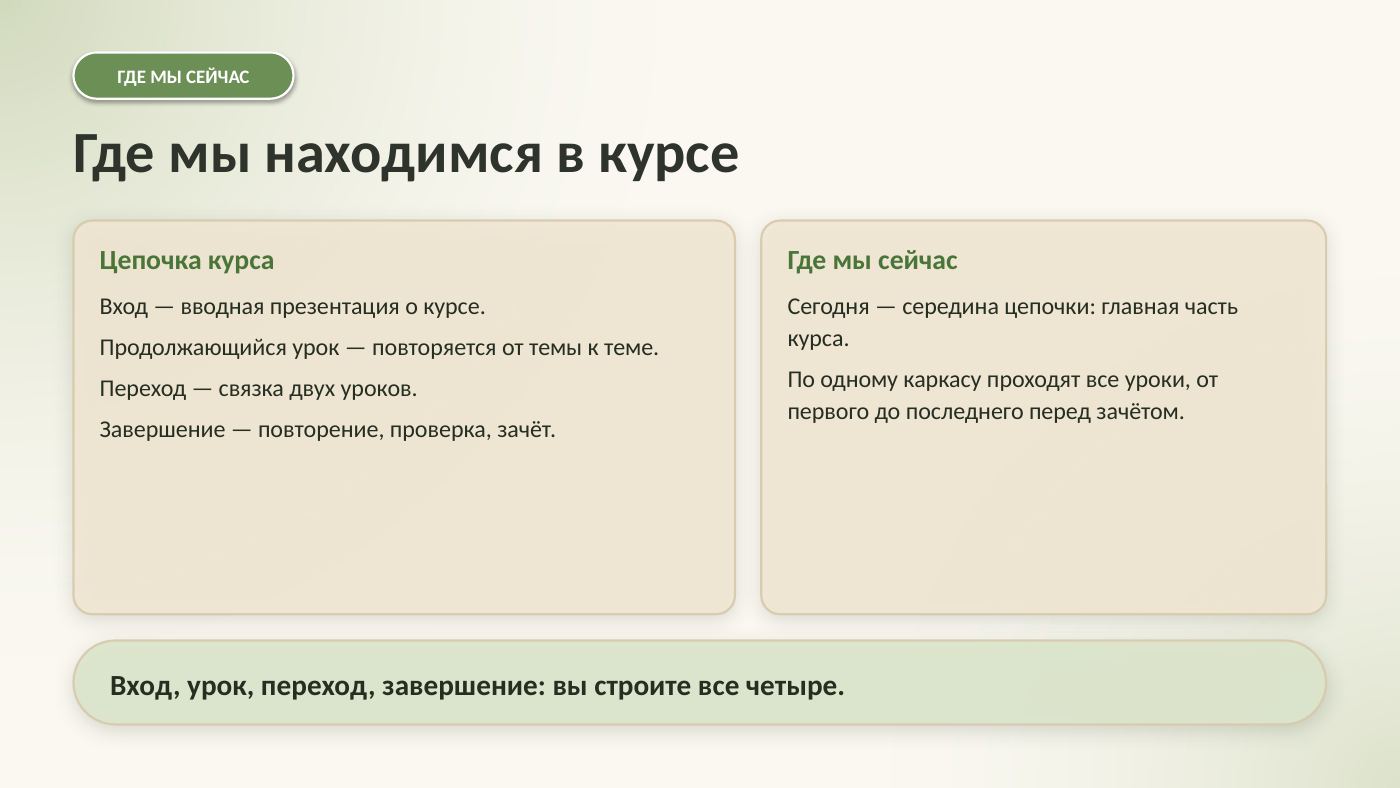 ГДЕ МЫ СЕЙЧАС
Где мы находимся в курсе
Цепочка курса
Вход — вводная презентация о курсе.
Продолжающийся урок — повторяется от темы к теме.
Переход — связка двух уроков.
Завершение — повторение, проверка, зачёт.
Где мы сейчас
Сегодня — середина цепочки: главная часть
курса.
По одному каркасу проходят все уроки, от
первого до последнего перед зачётом.
Вход, урок, переход, завершение: вы строите все четыре.